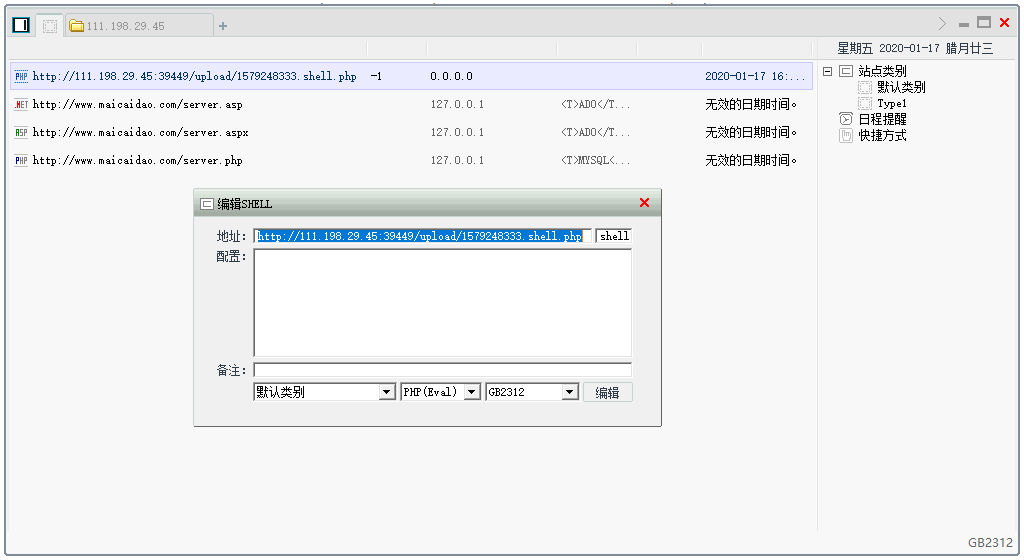 111.198.29.45
星期五 2020-01-17 腊月廿三
PHP http://111.198.29.45:39449/upload/1579248333.shell.php -1 0.0.0.0 2020-01-17 16:...
.NET http://www.maicaidao.com/server.asp 127.0.0.1 <T>ADO</T... 无效的日期时间。
ASP http://www.maicaidao.com/server.aspx 127.0.0.1 <T>ADO</T... 无效的日期时间。
PHP http://www.maicaidao.com/server.php 127.0.0.1 <T>MYSQL<... 无效的日期时间。
站点类别
默认类别
Type1
日程提醒
快捷方式
编辑SHELL
地址： http://111.198.29.45:39449/upload/1579248333.shell.php shell
配置：
备注：
默认类别 PHP(Eval) GB2312 编辑
GB2312